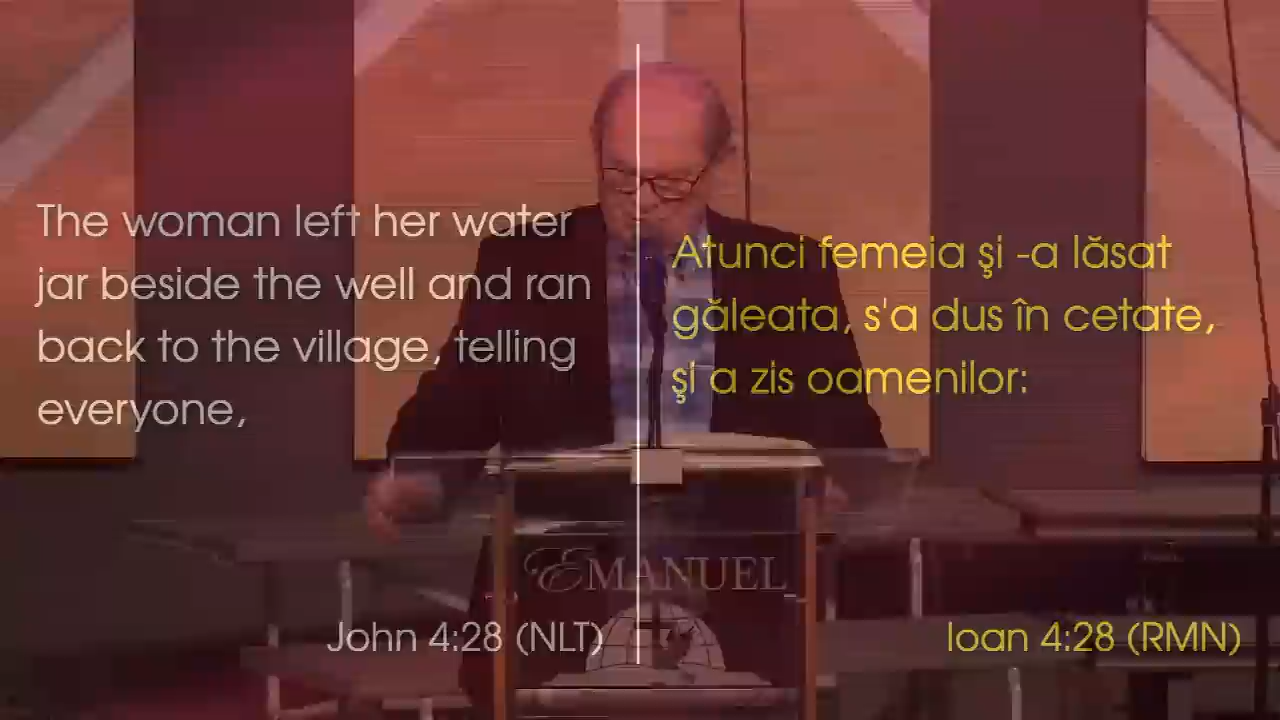 The woman left her water
jar beside the well and ran
back to the village, telling
everyone,
John 4:28 (NLT)
Atunci femeia şi -a lăsat
găleata, s'a dus în cetate,
şi a zis oamenilor:
Ioan 4:28 (RMN)
EMANUEL